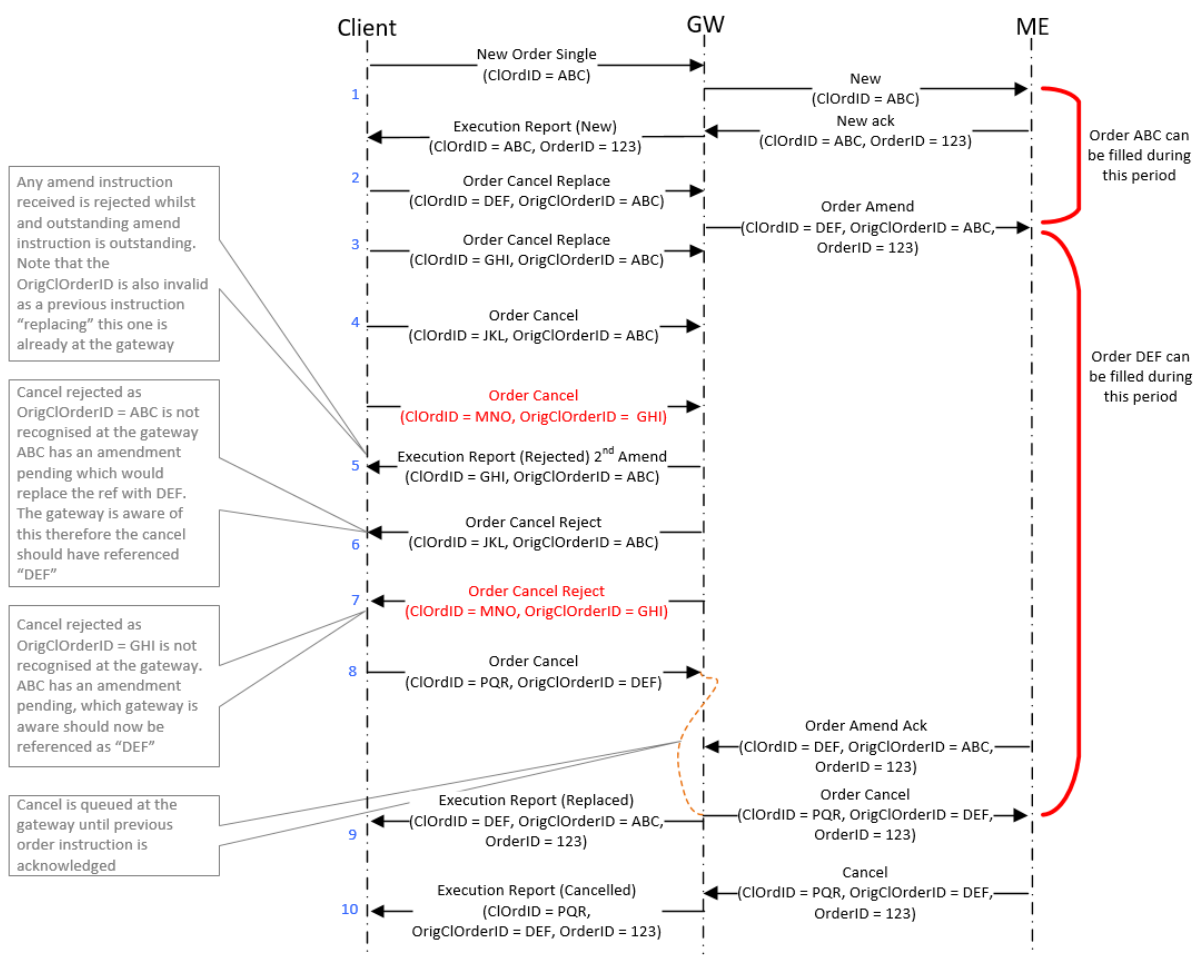 Client
GW
ME
New Order Single
(ClOrdID = ABC)
1
New
(ClOrdID = ABC)
New ack
(ClOrdID = ABC, OrderID = 123)
Execution Report (New)
(ClOrdID = ABC, OrderID = 123)
Order ABC can
be filled during
this period
2
Order Cancel Replace
(ClOrdID = DEF, OrigClOrderID = ABC)
Order Amend
(ClOrdID = DEF, OrigClOrderID = ABC,
OrderID = 123)
3
Order Cancel Replace
(ClOrdID = GHI, OrigClOrderID = ABC)
Any amend instruction
received is rejected whilst
and outstanding amend
instruction is outstanding.
Note that the
OrigClOrderID is also invalid
as a previous instruction
“replacing” this one is
already at the gateway
4
Order Cancel
(ClOrdID = JKL, OrigClOrderID = ABC)
Order DEF can
be filled during
this period
Order Cancel
(ClOrdID = MNO, OrigClOrderID =  GHI)
Cancel rejected as
OrigClOrderID = ABC is not
recognised at the gateway
ABC has an amendment
pending which would
replace the ref with DEF.
The gateway is aware of
this therefore the cancel
should have referenced
“DEF”
5
Execution Report (Rejected) 2nd Amend
(ClOrdID = GHI, OrigClOrderID = ABC)
6
Order Cancel Reject
(ClOrdID = JKL, OrigClOrderID = ABC)
7
Order Cancel Reject
(ClOrdID = MNO, OrigClOrderID = GHI)
Cancel rejected as
OrigClOrderID = GHI is not
recognised at the gateway.
ABC has an amendment
pending, which gateway is
aware should now be
referenced as “DEF”
8
Order Cancel
(ClOrdID = PQR, OrigClOrderID = DEF)
Order Amend Ack
(ClOrdID = DEF, OrigClOrderID = ABC,
OrderID = 123)
Cancel is queued at the
gateway until previous
order instruction is
acknowledged
9
Execution Report (Replaced)
(ClOrdID = DEF, OrigClOrderID = ABC,
OrderID = 123)
Order Cancel
(ClOrdID = PQR, OrigClOrderID = DEF,
OrderID = 123)
Cancel
(ClOrdID = PQR, OrigClOrderID = DEF,
OrderID = 123)
10
Execution Report (Cancelled)
(ClOrdID = PQR,
OrigClOrderID = DEF, OrderID = 123)